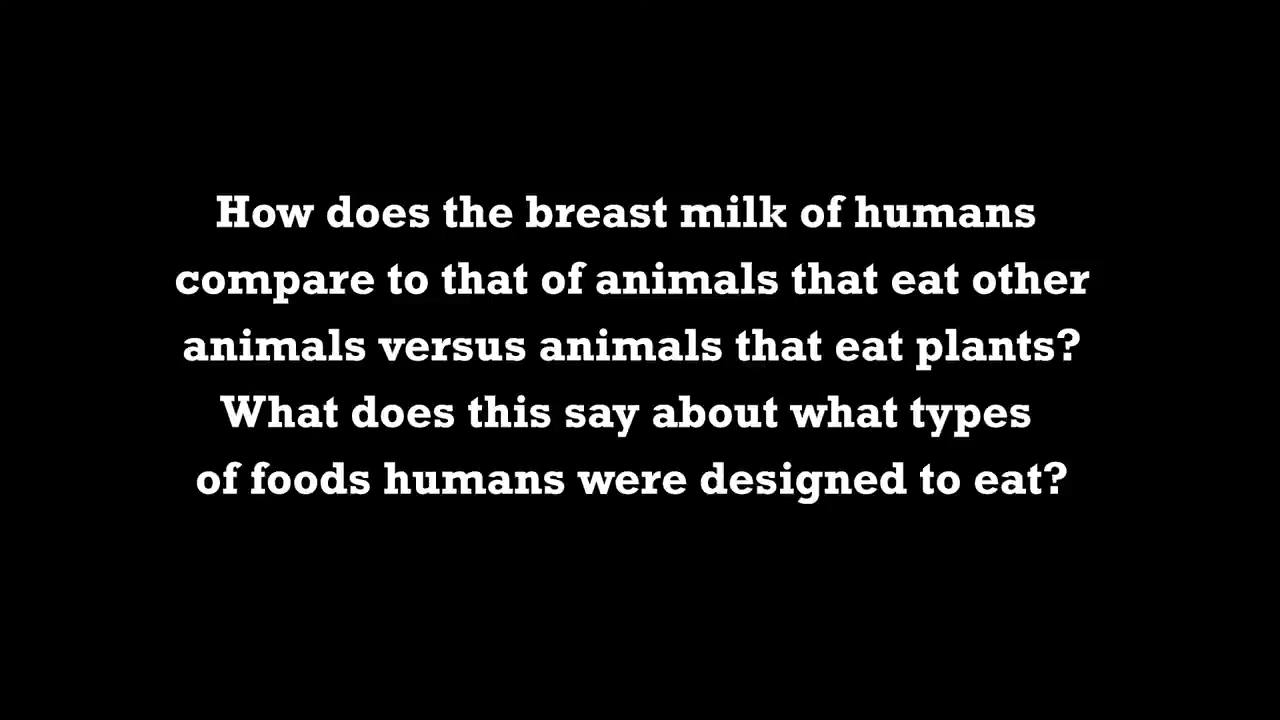 How does the breast milk of humans
compare to that of animals that eat other
animals versus animals that eat plants?
What does this say about what types
of foods humans were designed to eat?